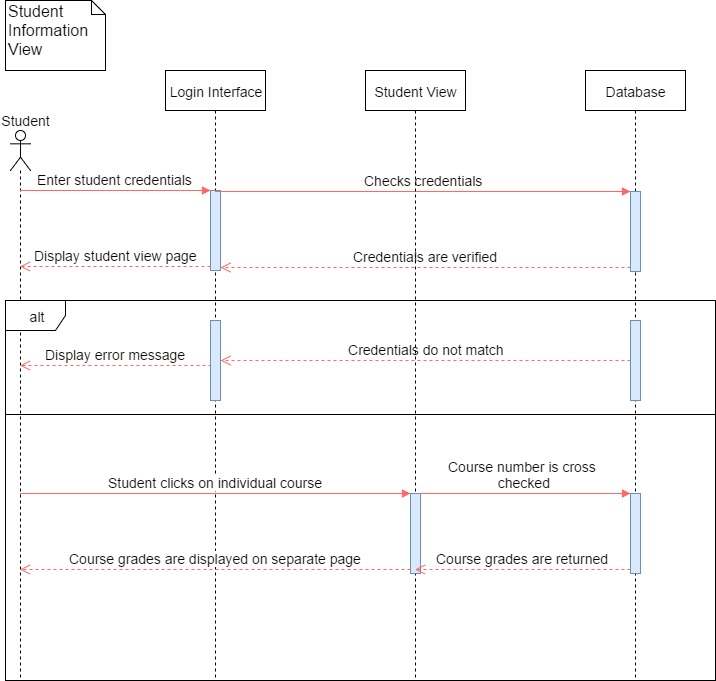 Student
Information
View
Login Interface
Student View
Database
Student
Enter student credentials
Checks credentials
Display student view page
Credentials are verified
alt
Display error message
Credentials do not match
Student clicks on individual course
Course number is cross
checked
Course grades are displayed on separate page
Course grades are returned